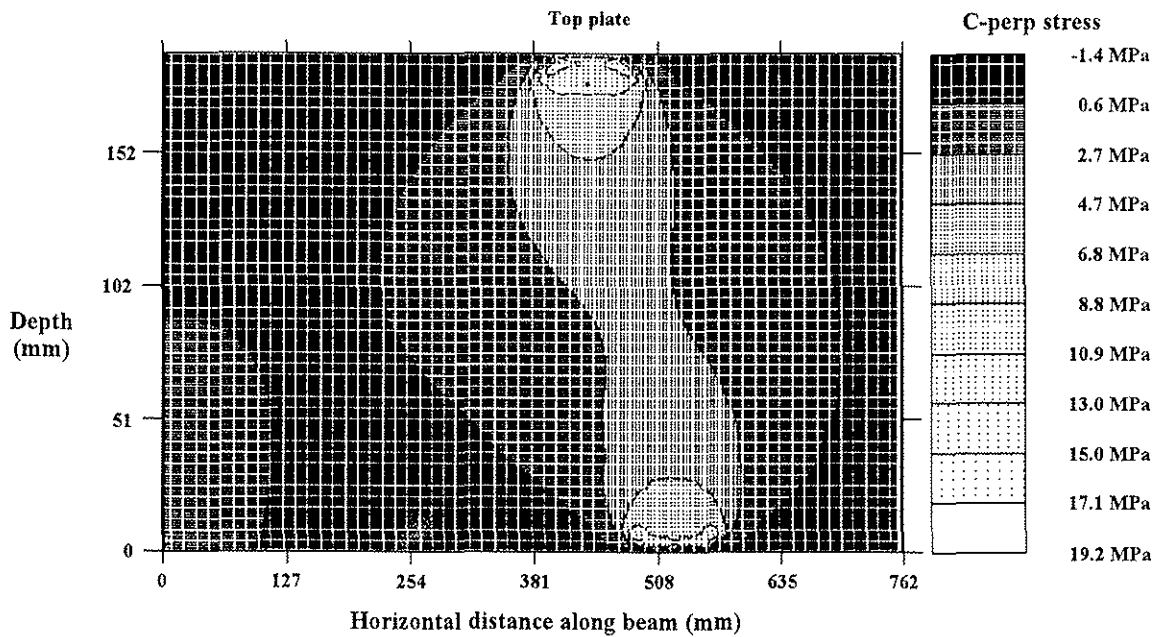 Top plate
C-perp stress
-1.4 MPa
0.6 MPa
2.7 MPa
4.7 MPa
6.8 MPa
8.8 MPa
10.9 MPa
13.0 MPa
15.0 MPa
17.1 MPa
19.2 MPa
152
102
51
0
Depth
(mm)
0
127
254
381
508
635
762
Horizontal distance along beam (mm)